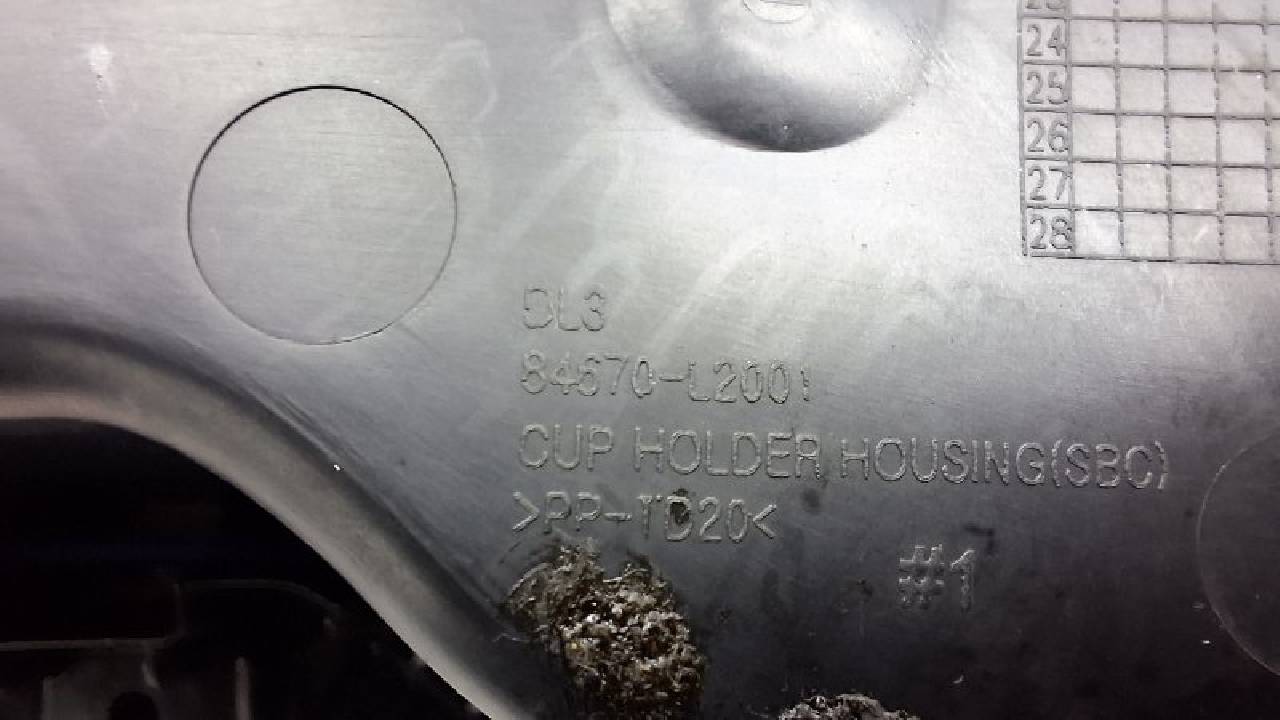 24
25
26
27
28
DL3
84670-L2001
CUP HOLDER HOUSING(SBC)
>PP-TD20<
#1